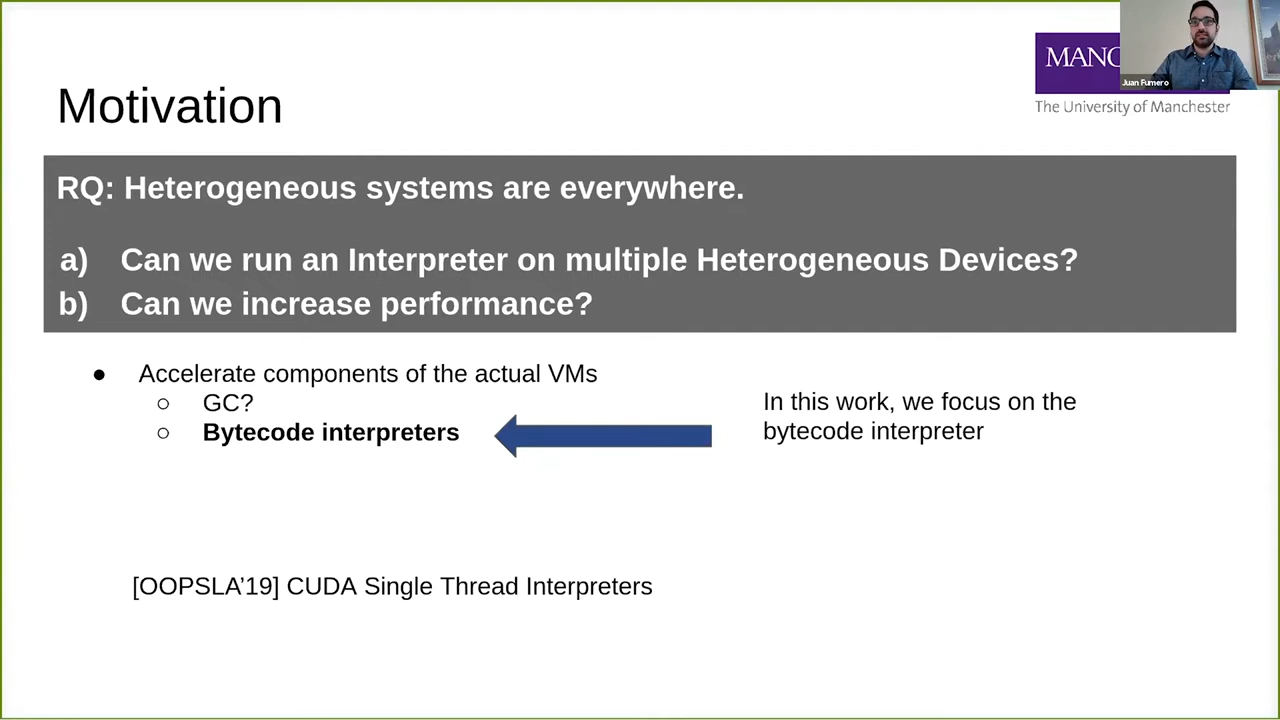 MANC
Juan Fumero
The University of Manchester
Motivation
RQ: Heterogeneous systems are everywhere.
a) Can we run an Interpreter on multiple Heterogeneous Devices?
b) Can we increase performance?
● Accelerate components of the actual VMs
○ GC?
○ Bytecode interpreters
In this work, we focus on the
bytecode interpreter
[OOPSLA’19] CUDA Single Thread Interpreters